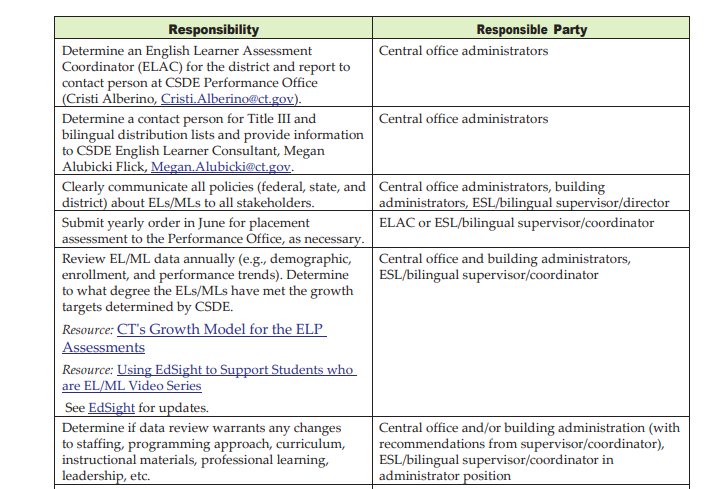 Responsibility
Responsible Party
Determine an English Learner Assessment
Coordinator (ELAC) for the district and report to
contact person at CSDE Performance Office
(Cristi Alberino, Cristi.Alberino@ct.gov).
Central office administrators
Determine a contact person for Title III and
bilingual distribution lists and provide information
to CSDE English Learner Consultant, Megan
Alubicki Flick, Megan.Alubicki@ct.gov.
Central office administrators
Clearly communicate all policies (federal, state, and
district) about ELs/MLs to all stakeholders.
Central office administrators, building
administrators, ESL/bilingual supervisor/director
Submit yearly order in June for placement
assessment to the Performance Office, as necessary.
ELAC or ESL/bilingual supervisor/coordinator
Review EL/ML data annually (e.g., demographic,
enrollment, and performance trends). Determine
to what degree the ELs/MLs have met the growth
targets determined by CSDE.
Resource: CT's Growth Model for the ELP
Assessments
Resource: Using EdSight to Support Students who
are EL/ML Video Series
See EdSight for updates.
Central office and building administrators,
ESL/bilingual supervisor/coordinator
Determine if data review warrants any changes
to staffing, programming approach, curriculum,
instructional materials, professional learning,
leadership, etc.
Central office and/or building administration (with
recommendations from supervisor/coordinator),
ESL/bilingual supervisor/coordinator in
administrator position